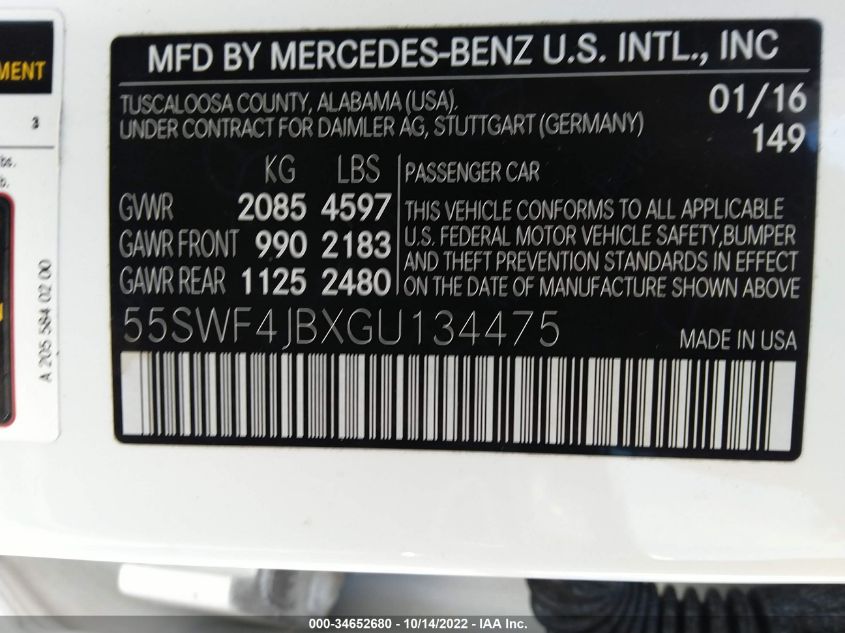 MENT
3
lbs.
b.
A 205 584 02 00
MFD BY MERCEDES-BENZ U.S. INTL., INC
TUSCALOOSA COUNTY, ALABAMA (USA).
UNDER CONTRACT FOR DAIMLER AG, STUTTGART (GERMANY)
01/16
149
KG LBS
GVWR 2085 4597
GAWR FRONT 990 2183
GAWR REAR 1125 2480
PASSENGER CAR
THIS VEHICLE CONFORMS TO ALL APPLICABLE
U.S. FEDERAL MOTOR VEHICLE SAFETY,BUMPER
AND THEFT PREVENTION STANDARDS IN EFFECT
ON THE DATE OF MANUFACTURE SHOWN ABOVE
55SWF4JBXGU134475
MADE IN USA
000-34652680 - 10/14/2022 - IAA Inc.